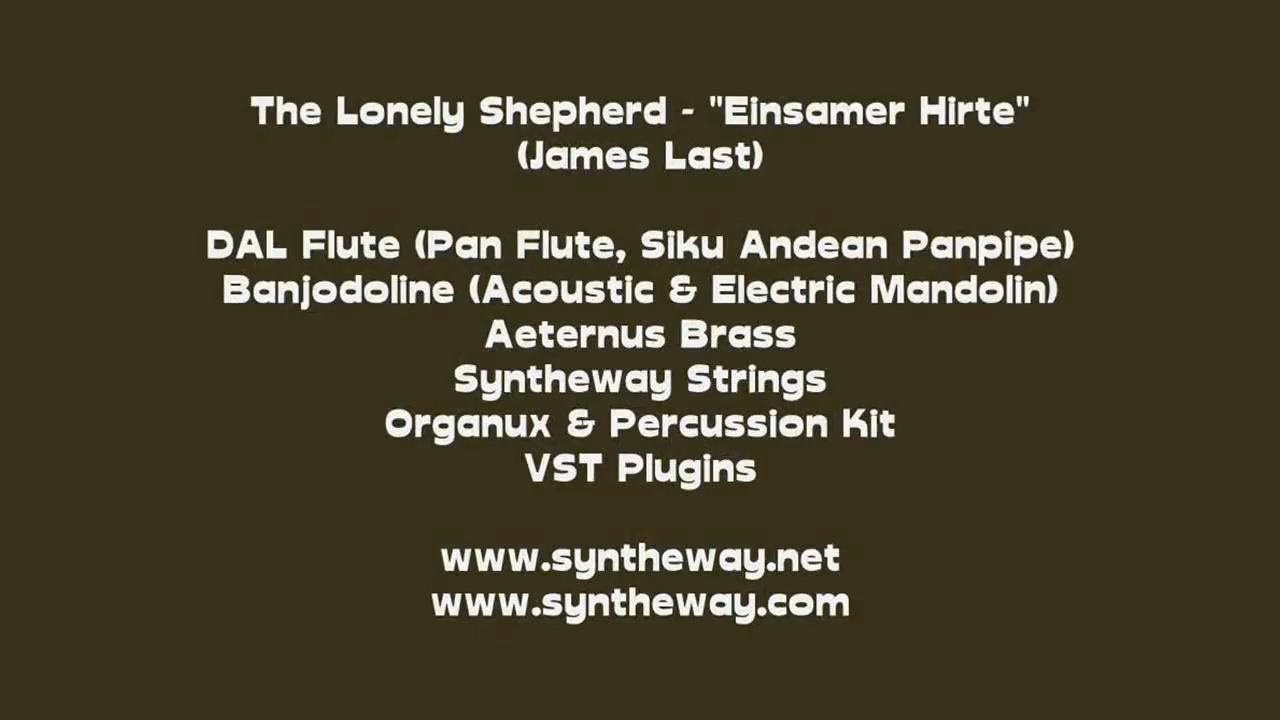 The Lonely Shepherd - "Einsamer Hirte"
(James Last)
DAL Flute (Pan Flute, Siku Andean Panpipe)
Banjodoline (Acoustic & Electric Mandolin)
Aeternus Brass
Syntheway Strings
Organux & Percussion Kit
VST Plugins
www.syntheway.net
www.syntheway.com